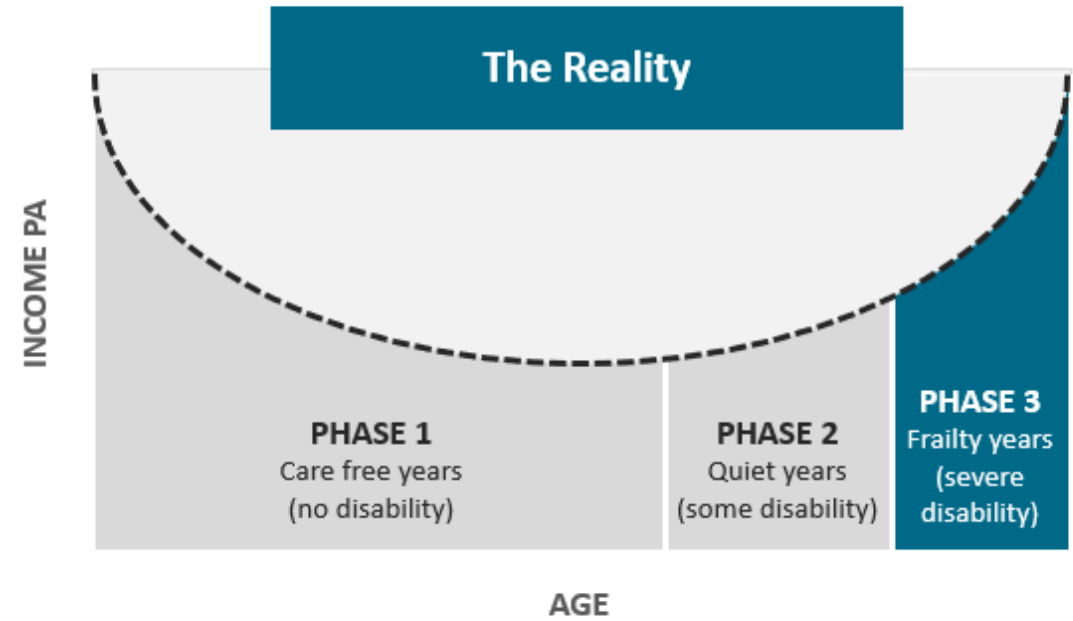 The Reality
INCOME PA
PHASE 1
Care free years
(no disability)
PHASE 2
Quiet years
(some disability)
PHASE 3
Frailty years
(severe
disability)
AGE